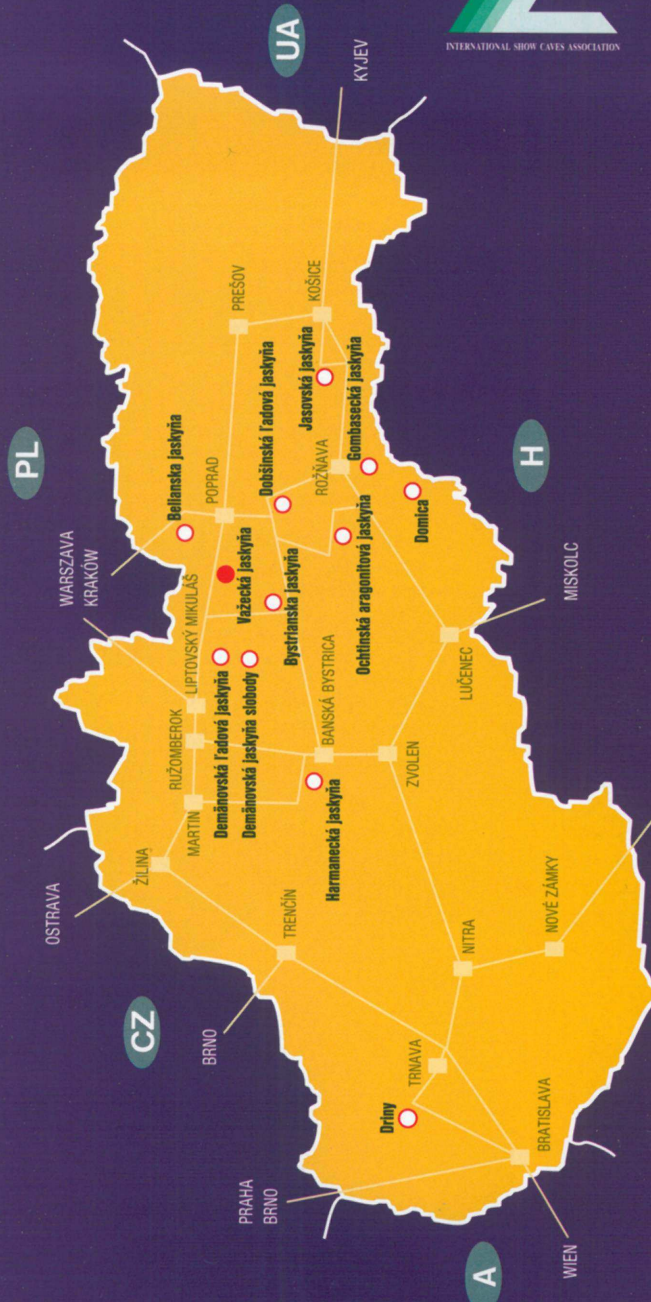 PL
UA
CZ
A
H
INTERNATIONAL SHOW CAVES ASSOCIATION
OSTRAVA
WARSZAVA
KRAKÓW
KYJEV
BRNO
PRAHA
BRNO
WIEN
MISKOLC
ŽILINA
MARTIN
RUŽOMBEROK
LIPTOVSKÝ MIKULÁŠ
POPRAD
PREŠOV
KOŠICE
ROŽŇAVA
TRENČÍN
BANSKÁ BYSTRICA
ZVOLEN
LUČENEC
NITRA
NOVÉ ZÁMKY
TRNAVA
BRATISLAVA
Belianska jaskyňa
Važecká jaskyňa
Dobšinská ľadová jaskyňa
Jasovská jaskyňa
Gombasecká jaskyňa
Domica
Ochtinská aragonitová jaskyňa
Bystrianska jaskyňa
Demänovská ľadová jaskyňa
Demänovská jaskyňa slobody
Harmanecká jaskyňa
Driny